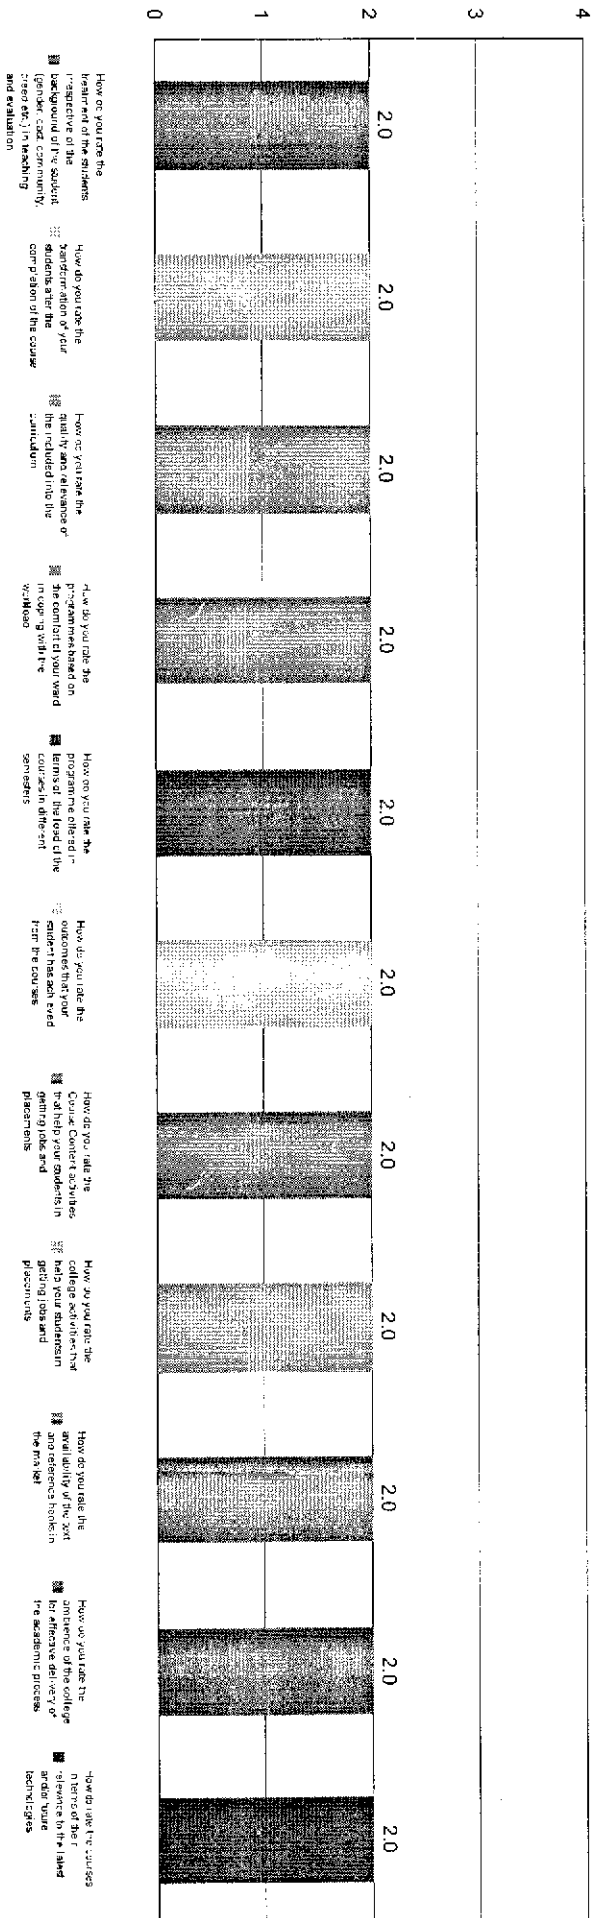 4
3
2
1
0
2.0
2.0
2.0
2.0
2.0
2.0
2.0
2.0
2.0
2.0
2.0
How do you rate the
treatment of the students
irrespective of the
background of the student
(gender, cast, community,
creed etc.) in teaching
and evaluation
How do you rate the
transformation of your
students after the
completion of the course
How do you rate the
quality and relevance of
the included into the
curriculum
How do you rate the
programmes based on
the comfort of your ward
in coping with the
workload
How do you rate the
programme offered in
terms of the load of the
courses in different
semesters
How do you rate the
outcomes that your
student has achieved
from the courses
How do you rate the
Course Content activities
that help your students in
getting jobs and
placements
How do you rate the
college activities that
help your students in
getting jobs and
placements
How do you rate the
availability of the text
and reference books in
the market
How do you rate the
ambience of the college
for effective delivery of
the academic process
How do rate the courses
in terms of their
relevance to the latest
and/or future
technologies